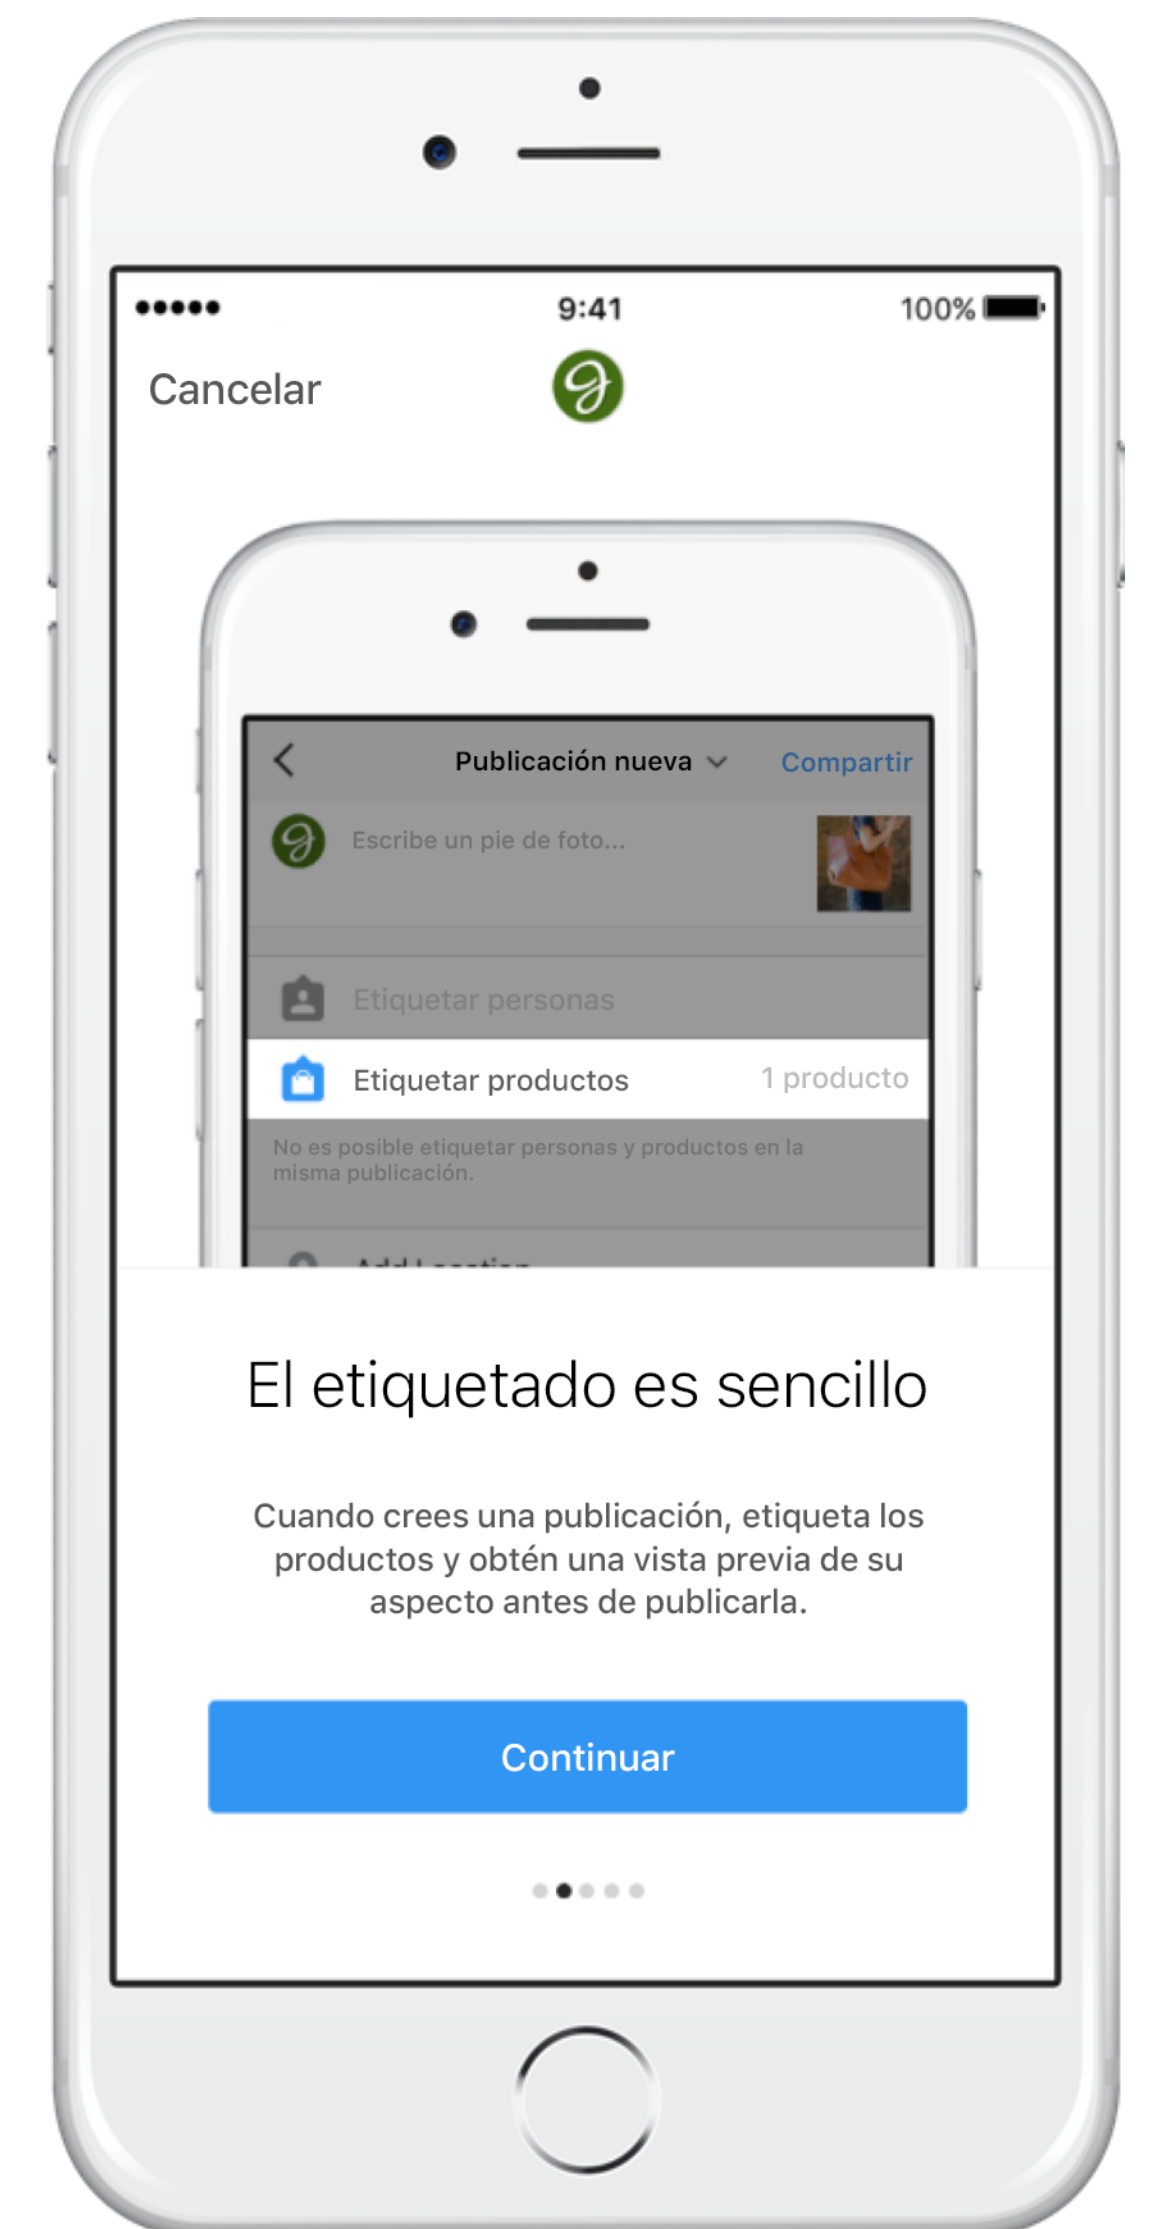 9:41
100%
Cancelar
Publicación nueva
Compartir
Escribe un pie de foto...
Etiquetar personas
Etiquetar productos
1 producto
No es posible etiquetar personas y productos en la
misma publicación.
Add Location
El etiquetado es sencillo
Cuando crees una publicación, etiqueta los
productos y obtén una vista previa de su
aspecto antes de publicarla.
Continuar